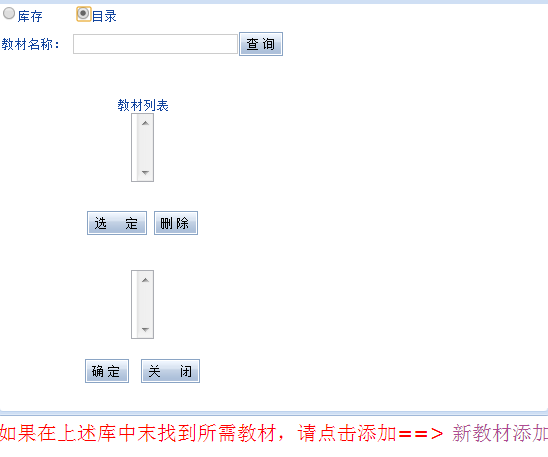 库存 目录
教材名称： 查询
教材列表
选 定 删除
确定 关 闭
如果在上述库中末找到所需教材，请点击添加==> 新教材添加